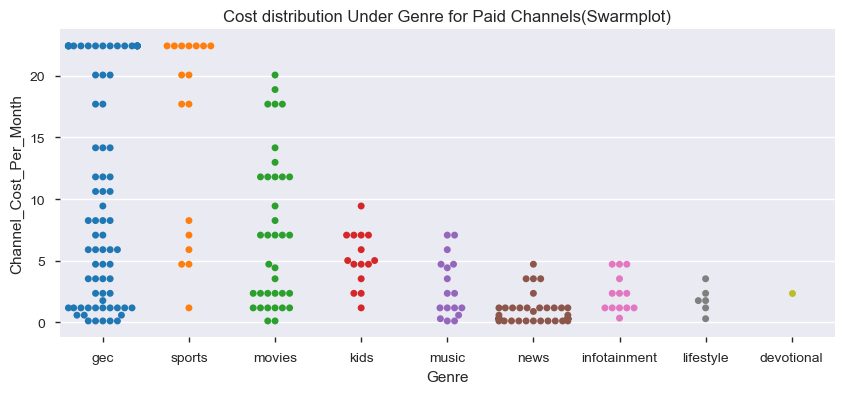 Cost distribution Under Genre for Paid Channels(Swarmplot)
Channel_Cost_Per_Month
20
15
10
5
0
gec sports movies kids music news infotainment lifestyle devotional
Genre